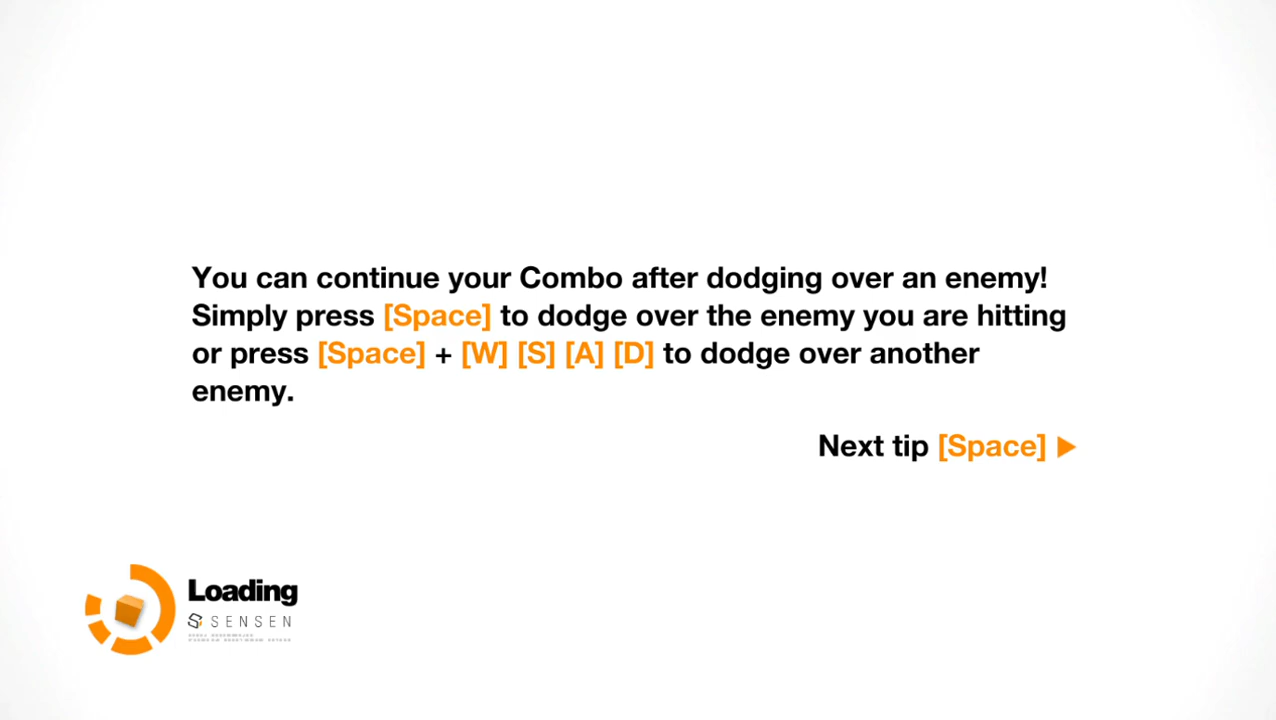 You can continue your Combo after dodging over an enemy!
Simply press [Space] to dodge over the enemy you are hitting
or press [Space] + [W] [S] [A] [D] to dodge over another
enemy.
Next tip [Space]
Loading
SENSEN